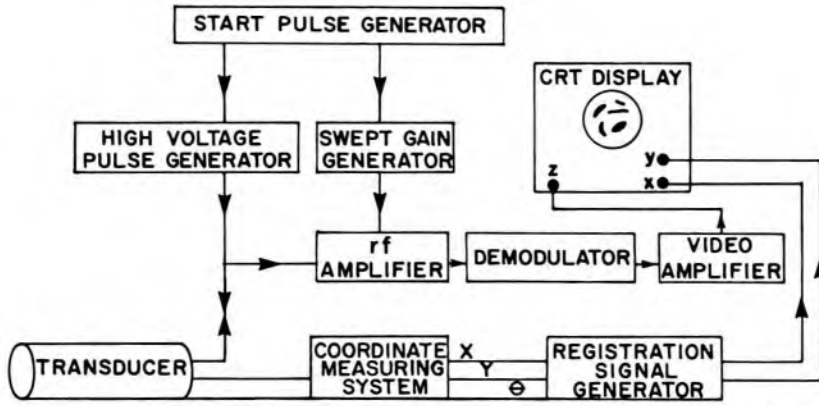 START PULSE GENERATOR
CRT DISPLAY
HIGH VOLTAGE
PULSE GENERATOR
SWEPT GAIN
GENERATOR
y
z
x
rf
AMPLIFIER
DEMODULATOR
VIDEO
AMPLIFIER
TRANSDUCER
COORDINATE
MEASURING
SYSTEM
X
Y
Θ
REGISTRATION
SIGNAL
GENERATOR